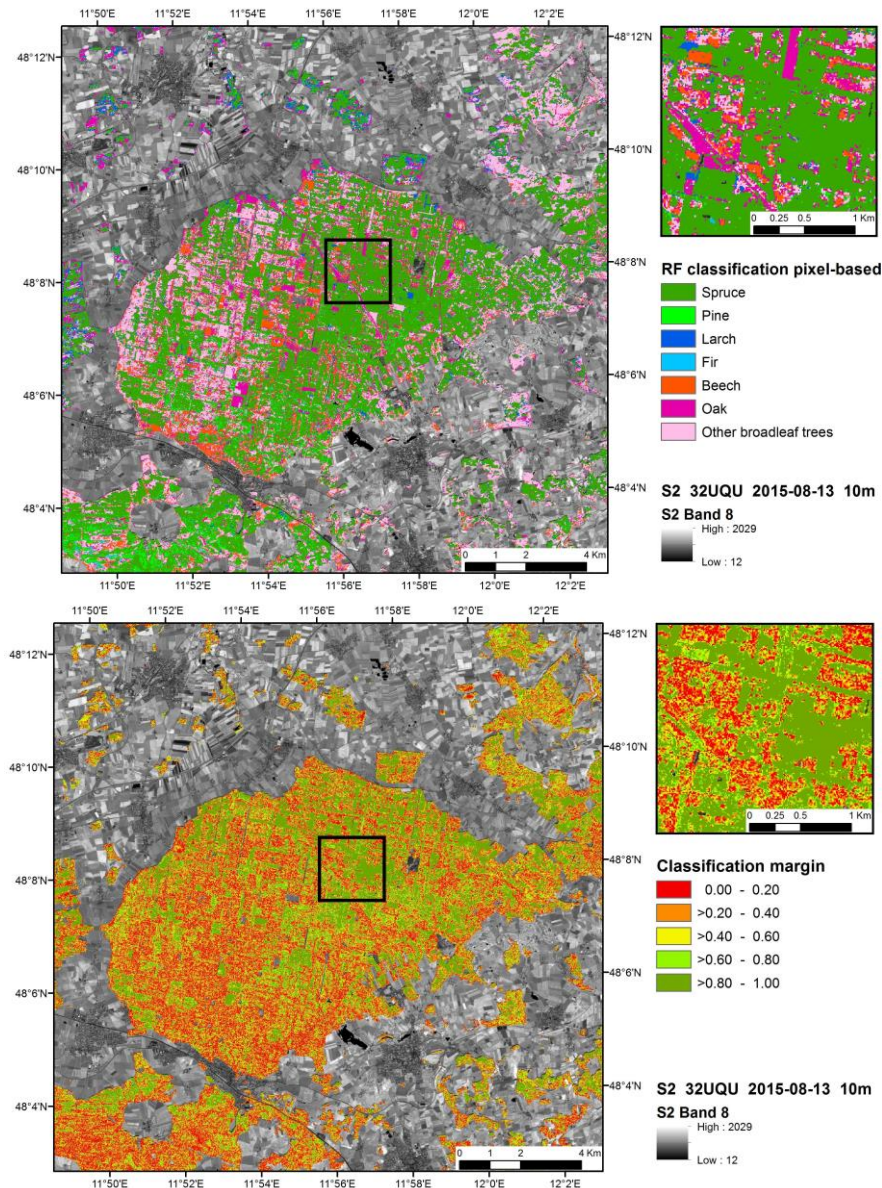 11°50'E 11°52'E 11°54'E 11°56'E 11°58'E 12°0'E 12°2'E
48°12'N
48°10'N
48°8'N
48°6'N
48°4'N
48°12'N
48°10'N
48°8'N
48°6'N
48°4'N
0 1 2 4 Km
11°50'E 11°52'E 11°54'E 11°56'E 11°58'E 12°0'E 12°2'E
0 0.25 0.5 1 Km
RF classification pixel-based
Spruce
Pine
Larch
Fir
Beech
Oak
Other broadleaf trees
S2 32UQU 2015-08-13 10m
S2 Band 8
High : 2029
Low : 12
11°50'E 11°52'E 11°54'E 11°56'E 11°58'E 12°0'E 12°2'E
48°12'N
48°10'N
48°8'N
48°6'N
48°4'N
48°12'N
48°10'N
48°8'N
48°6'N
48°4'N
0 1 2 4 Km
11°50'E 11°52'E 11°54'E 11°56'E 11°58'E 12°0'E 12°2'E
0 0.25 0.5 1 Km
Classification margin
0.00 - 0.20
>0.20 - 0.40
>0.40 - 0.60
>0.60 - 0.80
>0.80 - 1.00
S2 32UQU 2015-08-13 10m
S2 Band 8
High : 2029
Low : 12